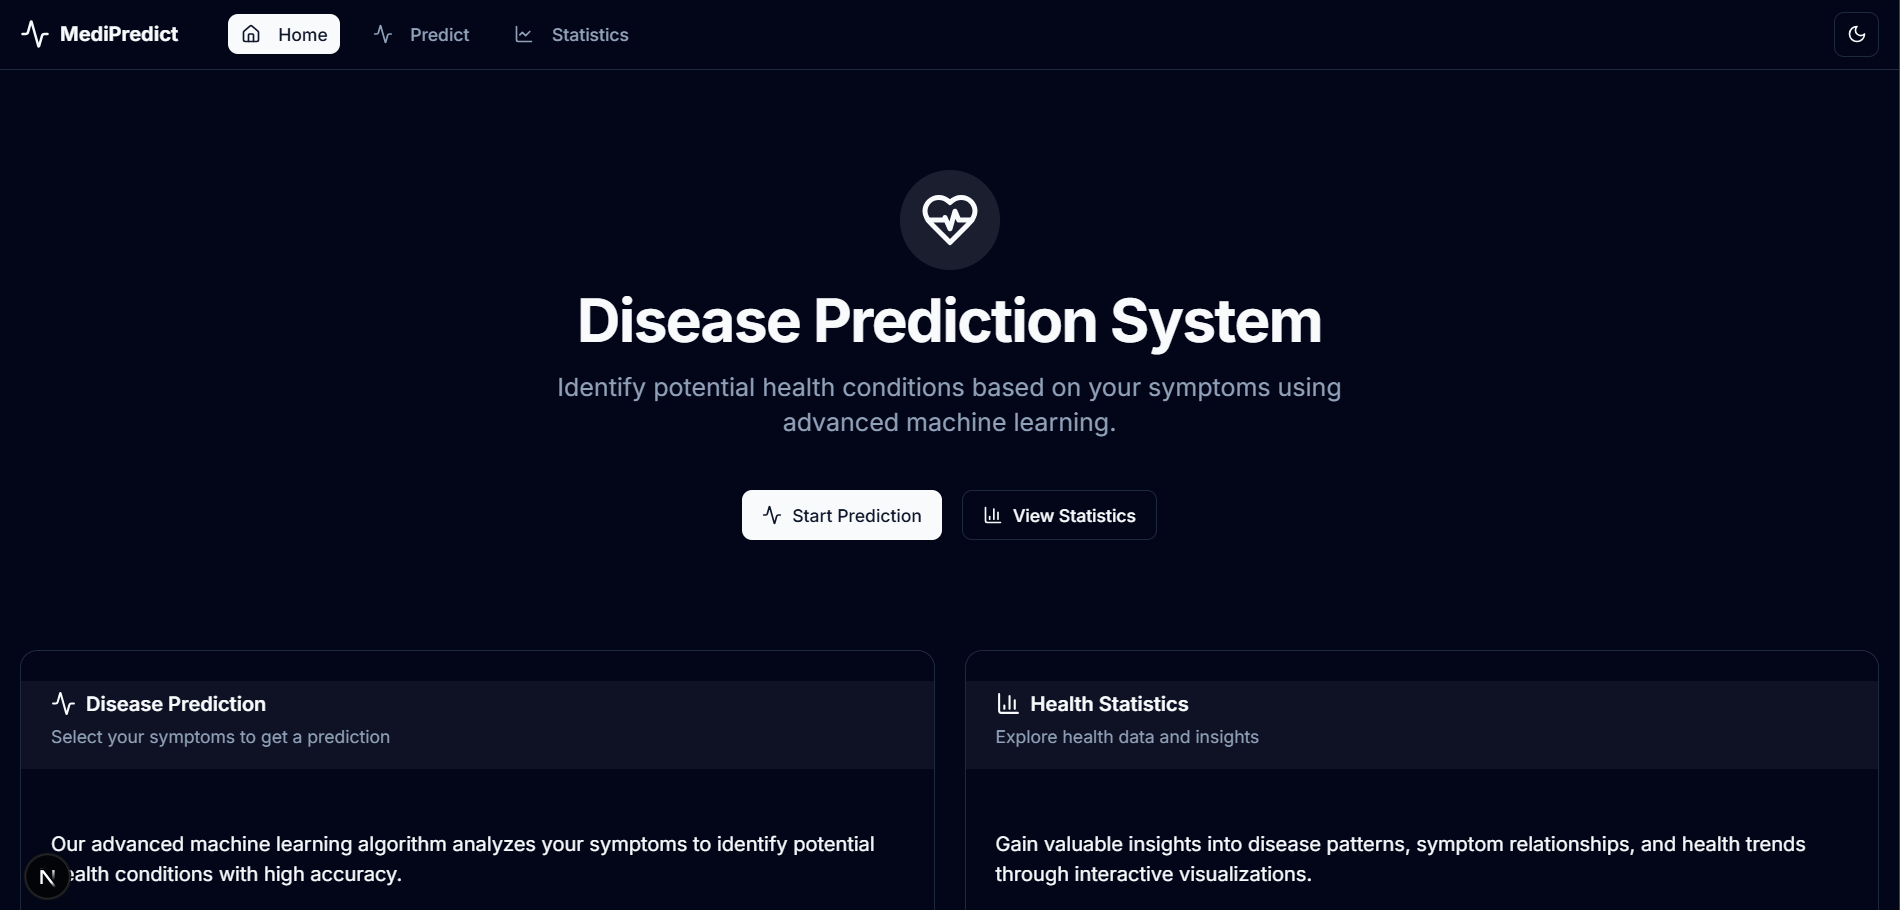 MediPredict
Home
Predict
Statistics
Disease Prediction System
Identify potential health conditions based on your symptoms using
advanced machine learning.
Start Prediction
View Statistics
Disease Prediction
Select your symptoms to get a prediction
Our advanced machine learning algorithm analyzes your symptoms to identify potential
ealth conditions with high accuracy.
Health Statistics
Explore health data and insights
Gain valuable insights into disease patterns, symptom relationships, and health trends
through interactive visualizations.
N